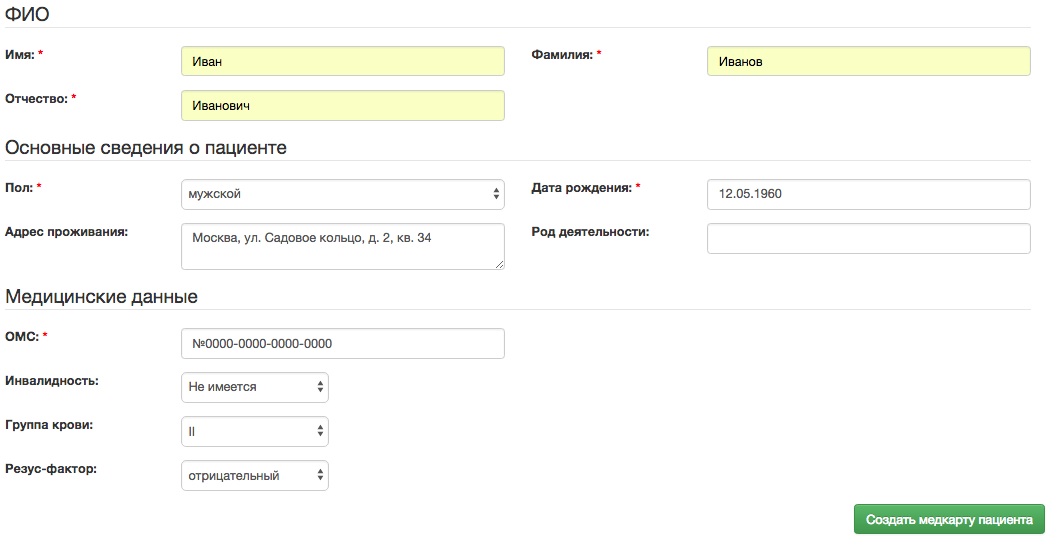 ФИО
Имя: * Иван Фамилия: * Иванов
Отчество: * Иванович
Основные сведения о пациенте
Пол: * мужской Дата рождения: * 12.05.1960
Адрес проживания: Москва, ул. Садовое кольцо, д. 2, кв. 34 Род деятельности:
Медицинские данные
ОМС: * №0000-0000-0000-0000
Инвалидность: Не имеется
Группа крови: II
Резус-фактор: отрицательный
Создать медкарту пациента